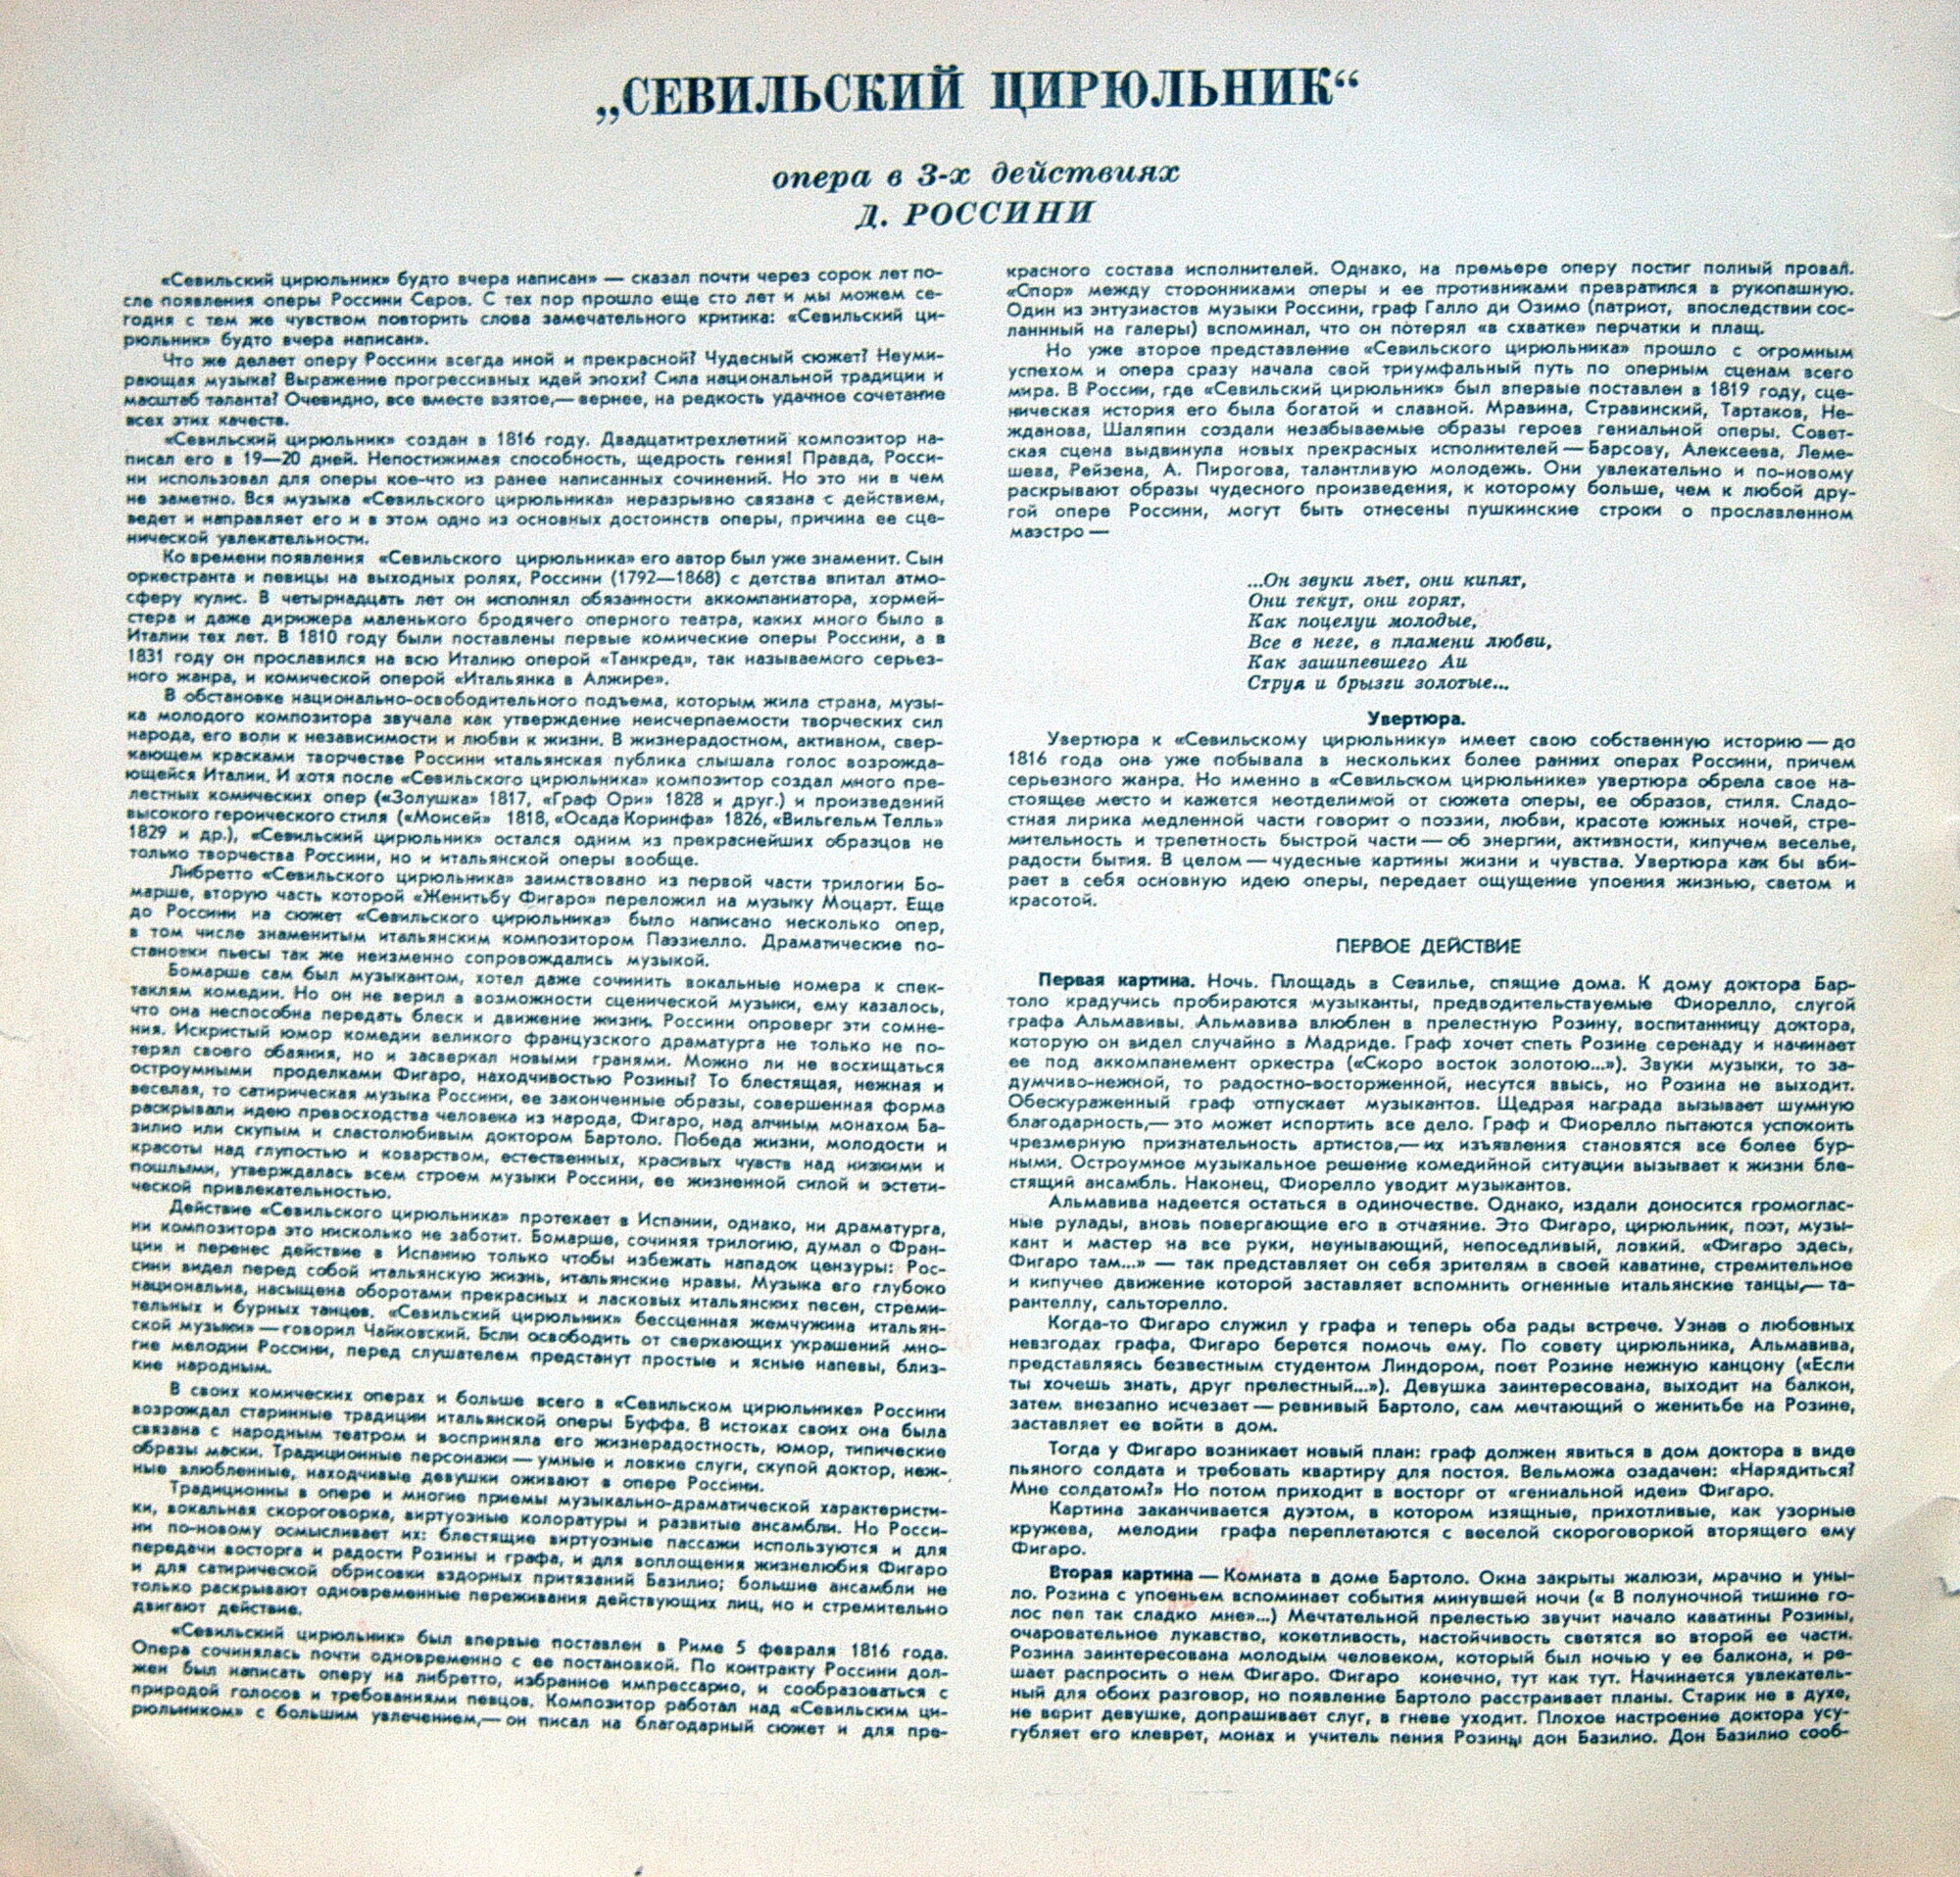 „СЕВИЛЬСКИЙ ЦИРЮЛЬНИК“
опера в 3-х действиях
Д. РОССИНИ
«Севильский цирюльник» будто вчера написан» — сказал почти через сорок лет по-
сле появления оперы Россини Серов. С тех пор прошло еще сто лет и мы можем се-
годня с тем же чувством повторить слова замечательного критика: «Севильский ци-
рюльник» будто вчера написан».
Что же делает оперу Россини всегда иной и прекрасной? Чудесный сюжет? Неуми-
рающая музыка? Выражение прогрессивных идей эпохи? Сила национальной традиции и
масштаб таланта? Очевидно, все вместе взятое,— вернее, на редкость удачное сочетание
всех этих качеств.
«Севильский цирюльник» создан в 1816 году. Двадцатитрехлетний композитор на-
писал его в 19—20 дней. Непостижимая способность, щедрость гения! Правда, Росси-
ни использовал для оперы кое-что из ранее написанных сочинений. Но это ни в чем
не заметно. Вся музыка «Севильского цирюльника» неразрывно связана с действием,
ведет и направляет его и в этом одно из основных достоинств оперы, причина ее сце-
нической увлекательности.
Ко времени появления «Севильского цирюльника» его автор был уже знаменит. Сын
оркестранта и певицы на выходных ролях, Россини (1792—1868) с детства впитал атмо-
сферу кулис. В четырнадцать лет он исполнял обязанности аккомпаниатора, хормей-
стера и даже дирижера маленького бродячего оперного театра, каких много было в
Италии тех лет. В 1810 году были поставлены первые комические оперы Россини, а в
1831 году он прославился на всю Италию оперой «Танкред», так называемого серьез-
ного жанра, и комической оперой «Итальянка в Алжире».
В обстановке национально-освободительного подъема, которым жила страна, музы-
ка молодого композитора звучала как утверждение неисчерпаемости творческих сил
народа, его воли к независимости и любви к жизни. В жизнерадостном, активном, свер-
кающем красками творчестве Россини итальянская публика слышала голос возрожда-
ющейся Италии. И хотя после «Севильского цирюльника» композитор создал много пре-
лестных комических опер («Золушка» 1817, «Граф Ори» 1828 и друг.) и произведений
высокого героического стиля («Моисей» 1818, «Осада Коринфа» 1826, «Вильгельм Телль»
1829 и др.), «Севильский цирюльник» остался одним из прекраснейших образцов не
только творчества Россини, но и итальянской оперы вообще.
Либретто «Севильского цирюльника» заимствовано из первой части трилогии Бо-
марше, вторую часть которой «Женитьбу Фигаро» переложил на музыку Моцарт. Еще
до Россини на сюжет «Севильского цирюльника» было написано несколько опер,
в том числе знаменитым итальянским композитором Паэзиелло. Драматические по-
становки пьесы так же неизменно сопровождались музыкой.
Бомарше сам был музыкантом, хотел даже сочинить вокальные номера к спек-
таклям комедии. Но он не верил в возможности сценической музыки, ему казалось,
что она неспособна передать блеск и движение жизни. Россини опроверг эти сомне-
ния. Искристый юмор комедии великого французского драматурга не только не по-
терял своего обаяния, но и засверкал новыми гранями. Можно ли не восхищаться
остроумными проделками Фигаро, находчивостью Розины? То блестящая, нежная и
веселая, то сатирическая музыка Россини, ее законченные образы, совершенная форма
раскрывали идею превосходства человека из народа, Фигаро, над алчным монахом Ба-
зилио или скупым и сластолюбивым доктором Бартоло. Победа жизни, молодости и
красоты над глупостью и коварством, естественных, красивых чувств над низкими и
пошлыми, утверждалась всем строем музыки Россини, ее жизненной силой и эстети-
ческой привлекательностью.
Действие «Севильского цирюльника» протекает в Испании, однако, ни драматурга,
ни композитора это нисколько не заботит. Бомарше, сочиняя трилогию, думал о Фран-
ции и перенес действие в Испанию только чтобы избежать нападок цензуры: Рос-
сини видел перед собой итальянскую жизнь, итальянские нравы. Музыка его глубоко
национальна, насыщена оборотами прекрасных и ласковых итальянских песен, стреми-
тельных и бурных танцев. «Севильский цирюльник» бессценная жемчужина итальян-
ской музыки» — говорил Чайковский. Если освободить от сверкающих украшений мно-
гие мелодии Россини, перед слушателем предстанут простые и ясные напевы, близ-
кие народным.
В своих комических операх и больше всего в «Севильском цирюльнике» Россини
возрождал старинные традиции итальянской оперы Буффа. В истоках своих она была
связана с народным театром и восприняла его жизнерадостность, юмор, типические
образы маски. Традиционные персонажи — умные и ловкие слуги, скупой доктор, неж-
ные влюбленные, находчивые девушки оживают в опере Россини.
Традиционны в опере и многие приемы музыкально-драматической характеристи-
ки, вокальная скороговорка, виртуозные колоратуры и развитые ансамбли. Но Росси-
ни по-новому осмысливает их: блестящие виртуозные пассажи используются и для
передачи восторга и радости Розины и графа, и для воплощения жизнелюбия Фигаро
и для сатирической обрисовки вздорных притязаний Базилио; большие ансамбли не
только раскрывают одновременные переживания действующих лиц, но и стремительно
двигают действие.
«Севильский цирюльник» был впервые поставлен в Риме 5 февраля 1816 года.
Опера сочинялась почти одновременно с ее постановкой. По контракту Россини дол-
жен был написать оперу на либретто, избранное импрессарио, и сообразоваться с
природой голосов и требованиями певцов. Композитор работал над «Севильским ци-
рюльником» с большим увлечением,— он писал на благодарный сюжет и для пре-
красного состава исполнителей. Однако, на премьере оперу постиг полный провал.
«Спор» между сторонниками оперы и ее противниками превратился в рукопашную.
Один из энтузиастов музыки Россини, граф Галло ди Озимо (патриот, впоследствии сос-
ланнный на галеры) вспоминал, что он потерял «в схватке» перчатки и плащ.
Но уже второе представление «Севильского цирюльника» прошло с огромным
успехом и опера сразу начала свой триумфальный путь по оперным сценам всего
мира. В России, где «Севильский цирюльник» был впервые поставлен в 1819 году, сце-
ническая история его была богатой и славной. Мравина, Стравинский, Тартаков, Не-
жданова, Шаляпин создали незабываемые образы героев гениальной оперы. Совет-
ская сцена выдвинула новых прекрасных исполнителей — Барсову, Алексеева, Леме-
шева, Рейзена, А. Пирогова, талантливую молодежь. Они увлекательно и по-новому
раскрывают образы чудесного произведения, к которому больше, чем к любой дру-
гой опере Россини, могут быть отнесены пушкинские строки о прославленном
маэстро —
...Он звуки льет, они кипят,
Они текут, они горят,
Как поцелуи молодые,
Все в неге, в пламени любви,
Как зашипевшего Аи
Струя и брызги золотые...
Увертюра.
Увертюра к «Севильскому цирюльнику» имеет свою собственную историю — до
1816 года она уже побывала в нескольких более ранних операх Россини, причем
серьезного жанра. Но именно в «Севильском цирюльнике» увертюра обрела свое на-
стоящее место и кажется неотделимой от сюжета оперы, ее образов, стиля. Сладо-
стная лирика медленной части говорит о поэзии, любви, красоте южных ночей, стре-
мительность и трепетность быстрой части — об энергии, активности, кипучем веселье,
радости бытия. В целом — чудесные картины жизни и чувства. Увертюра как бы вби-
рает в себя основную идею оперы, передает ощущение упоения жизнью, светом и
красотой.
ПЕРВОЕ ДЕЙСТВИЕ
Первая картина. Ночь. Площадь в Севилье, спящие дома. К дому доктора Бар-
толо крадучись пробираются музыканты, предводительствуемые Фиорелло, слугой
графа Альмавивы. Альмавива влюблен в прелестную Розину, воспитанницу доктора,
которую он видел случайно в Мадриде. Граф хочет спеть Розине серенаду и начинает
ее под аккомпанемент оркестра («Скоро восток золотою...»). Звуки музыки, то за-
думчиво-нежной, то радостно-восторженной, несутся ввысь, но Розина не выходит.
Обескураженный граф отпускает музыкантов. Щедрая награда вызывает шумную
благодарность,— это может испортить все дело. Граф и Фиорелло пытаются успокоить
чрезмерную признательность артистов,— их изъявления становятся все более бур-
ными. Остроумное музыкальное решение комедийной ситуации вызывает к жизни бле-
стящий ансамбль. Наконец, Фиорелло уводит музыкантов.
Альмавива надеется остаться в одиночестве. Однако, издали доносится громоглас-
ные рулады, вновь повергающие его в отчаяние. Это Фигаро, цирюльник, поэт, музы-
кант и мастер на все руки, неунывающий, непоседливый, ловкий. «Фигаро здесь,
Фигаро там...» — так представляет он себя зрителям в своей каватине, стремительное
и кипучее движение которой заставляет вспомнить огненные итальянские танцы,— та-
рантеллу, сальторелло.
Когда-то Фигаро служил у графа и теперь оба рады встрече. Узнав о любовных
невзгодах графа, Фигаро берется помочь ему. По совету цирюльника, Альмавива,
представляясь безвестным студентом Линдором, поет Розине нежную канцону («Если
ты хочешь знать, друг прелестный...»). Девушка заинтересована, выходит на балкон,
затем внезапно исчезает — ревнивый Бартоло, сам мечтающий о женитьбе на Розине,
заставляет ее войти в дом.
Тогда у Фигаро возникает новый план: граф должен явиться в дом доктора в виде
пьяного солдата и требовать квартиру для постоя. Вельможа озадачен: «Нарядиться?
Мне солдатом?» Но потом приходит в восторг от «гениальной идеи» Фигаро.
Картина заканчивается дуэтом, в котором изящные, прихотливые, как узорные
кружева, мелодии графа переплетаются с веселой скороговоркой вторящего ему
Фигаро.
Вторая картина — Комната в доме Бартоло. Окна закрыты жалюзи, мрачно и уны-
ло. Розина с упоеньем вспоминает события минувшей ночи (« В полуночной тишине го-
лос пел так сладко мне»...) Мечтательной прелестью звучит начало каватины Розины,
очаровательное лукавство, кокетливость, настойчивость светятся во второй ее части.
Розина заинтересована молодым человеком, который был ночью у ее балкона, и ре-
шает распросить о нем Фигаро. Фигаро конечно, тут как тут. Начинается увлекатель-
ный для обоих разговор, но появление Бартоло расстраивает планы. Старик не в духе,
не верит девушке, допрашивает слуг, в гневе уходит. Плохое настроение доктора усу-
губляет его клеврет, монах и учитель пения Розины дон Базилио. Дон Базилио сооб-